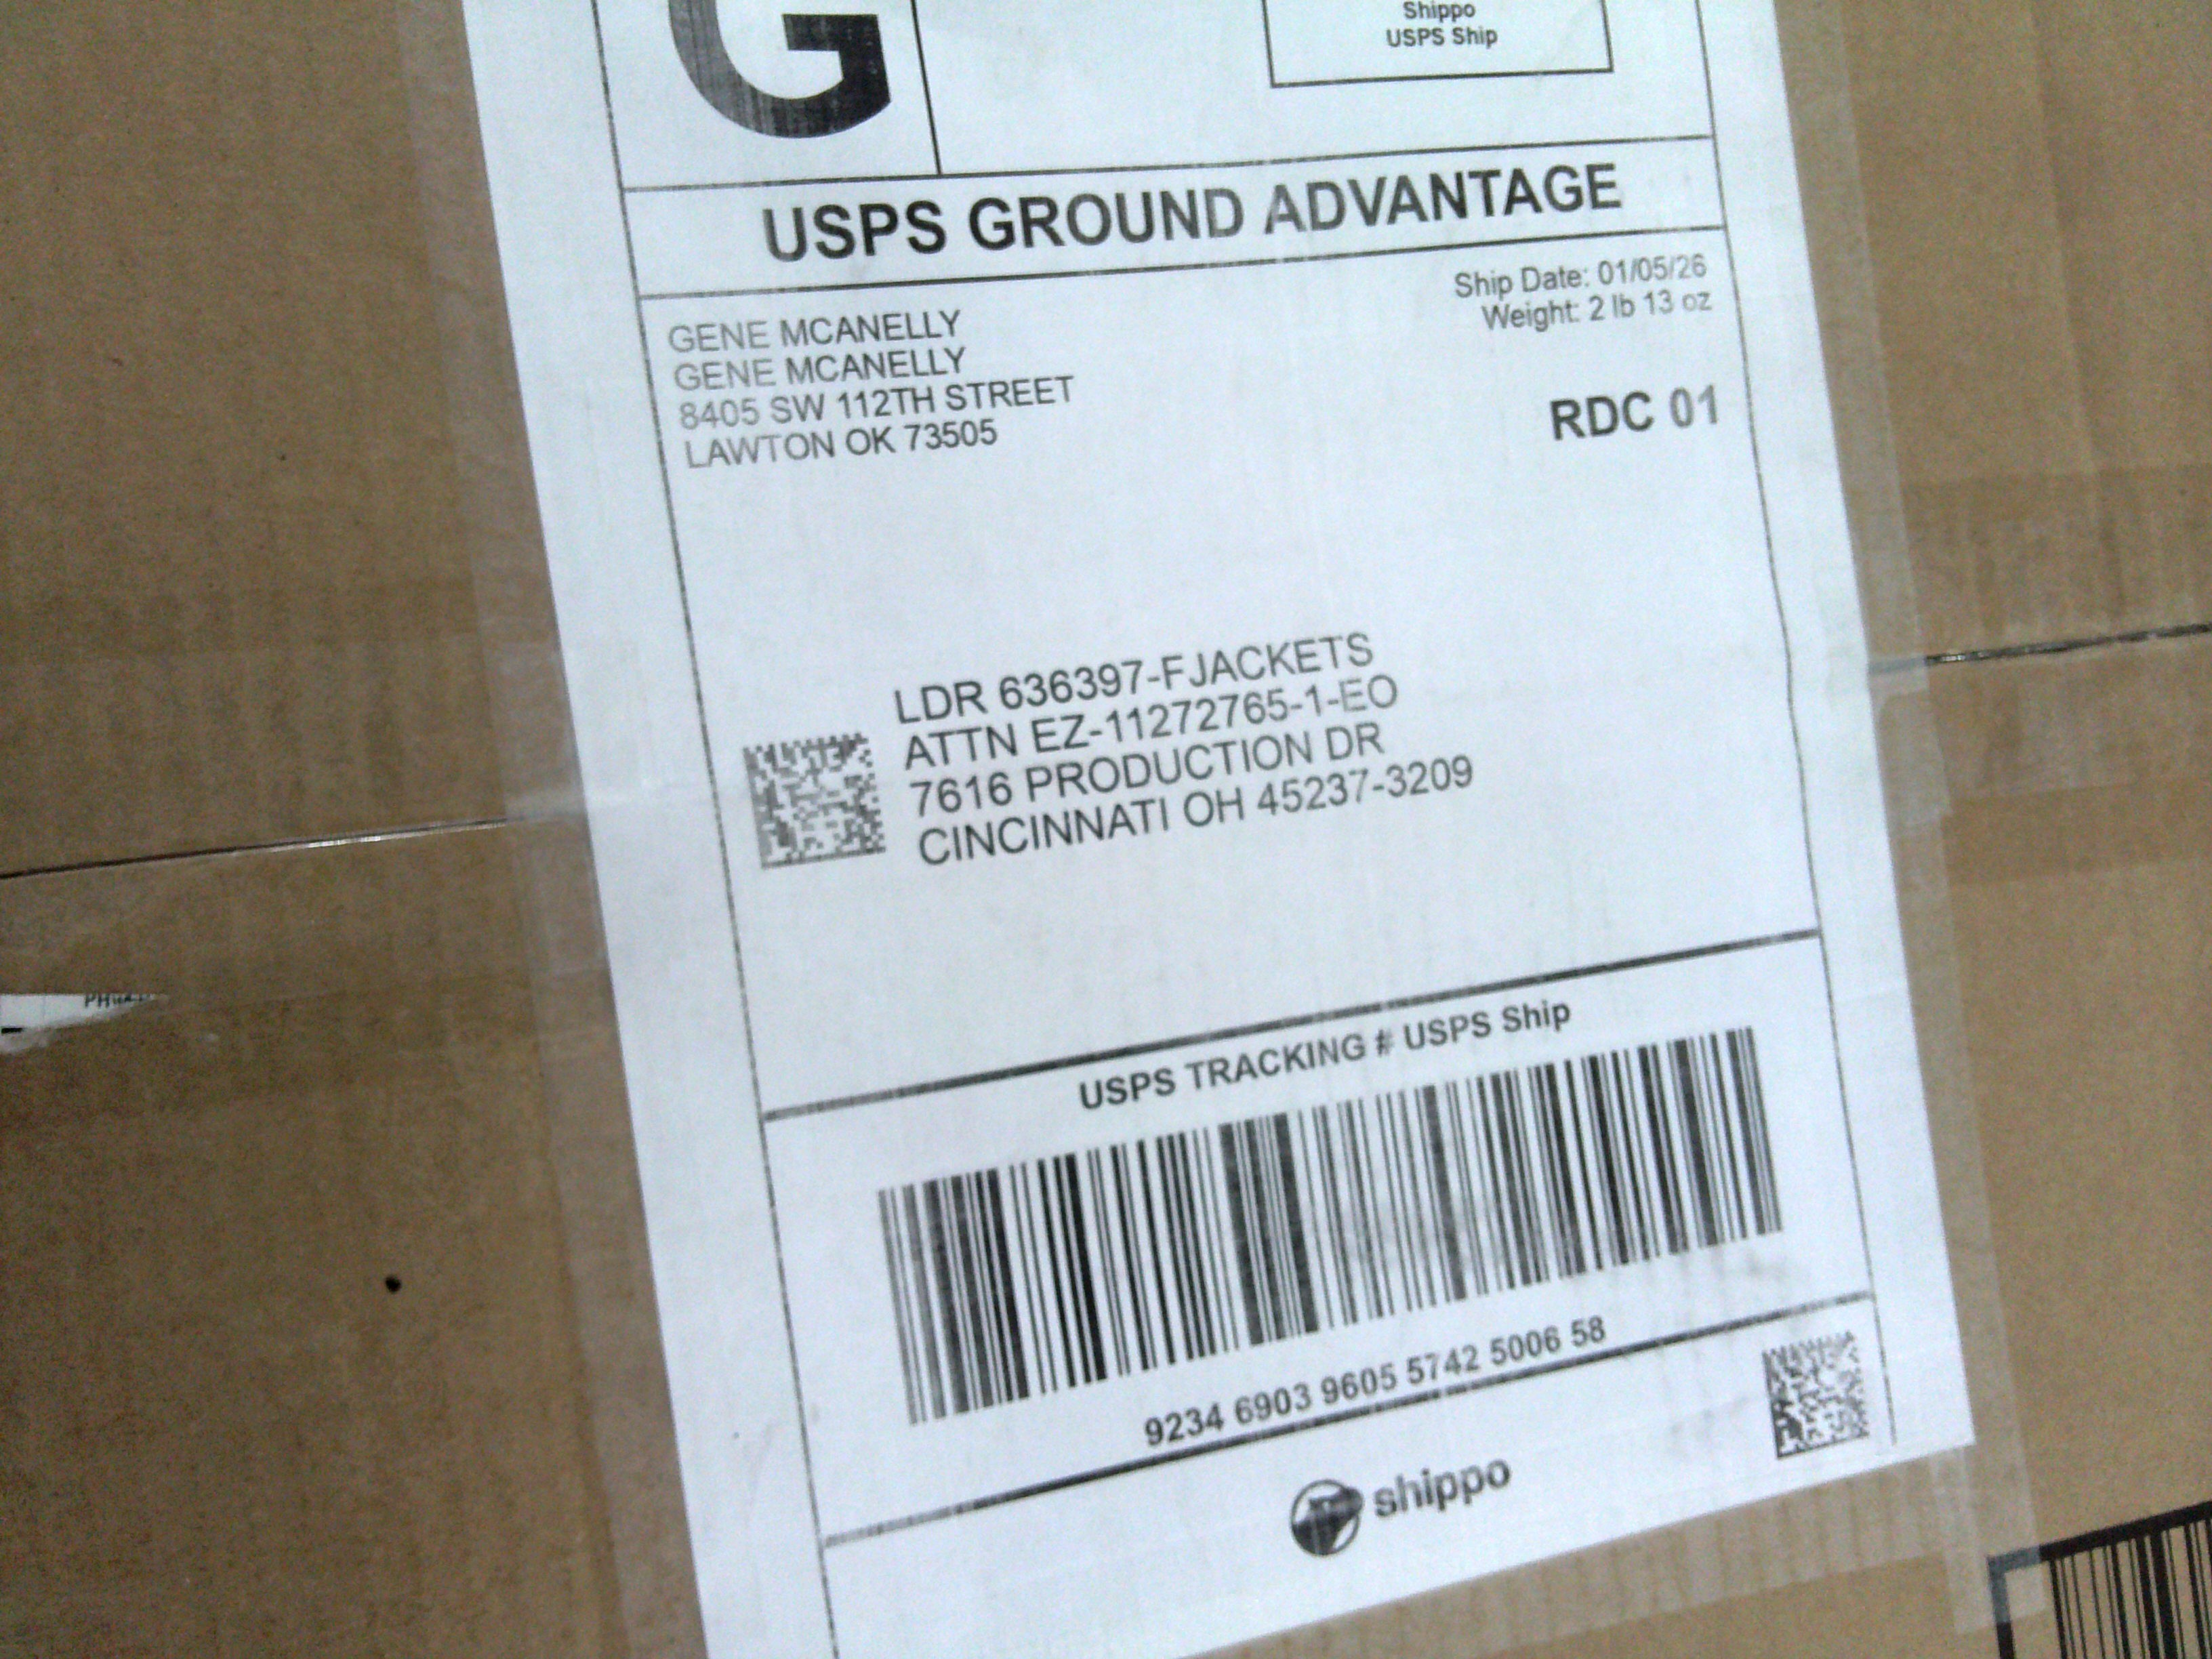 G
Shippo
USPS Ship
USPS GROUND ADVANTAGE
Ship Date: 01/05/26
Weight: 2 lb 13 oz
GENE MCANELLY
GENE MCANELLY
8405 SW 112TH STREET
LAWTON OK 73505
RDC 01
LDR 636397-FJACKETS
ATTN EZ-11272765-1-EO
7616 PRODUCTION DR
CINCINNATI OH 45237-3209
USPS TRACKING # USPS Ship
9234 6903 9605 5742 5006 58
shippo